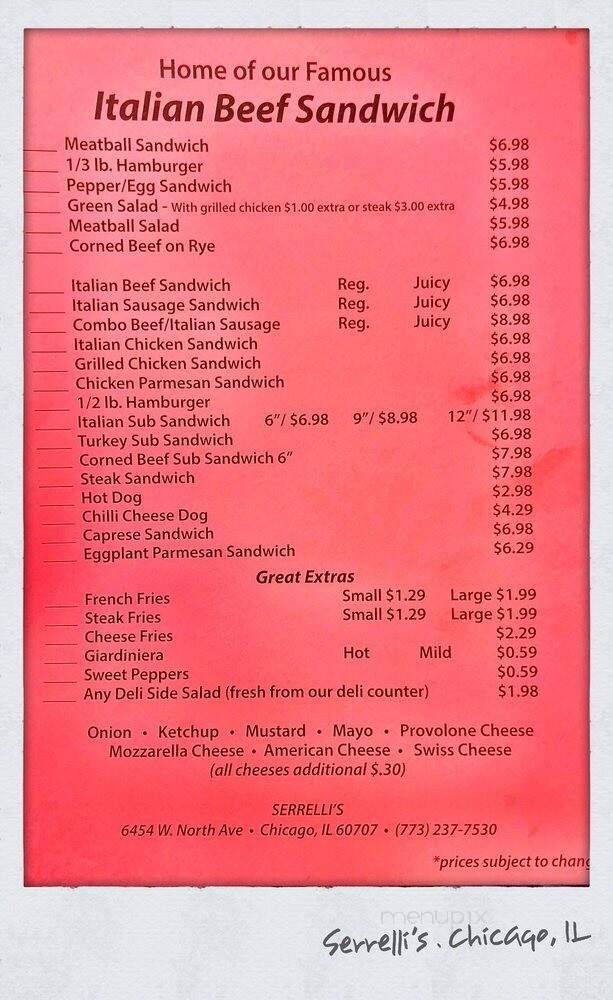 Home of our Famous
Italian Beef Sandwich
Meatball Sandwich $6.98
1/3 lb. Hamburger $5.98
Pepper/Egg Sandwich $5.98
Green Salad - With grilled chicken $1.00 extra or steak $3.00 extra $4.98
Meatball Salad $5.98
Corned Beef on Rye $6.98
Italian Beef Sandwich Reg. Juicy $6.98
Italian Sausage Sandwich Reg. Juicy $6.98
Combo Beef/Italian Sausage Reg. Juicy $8.98
Italian Chicken Sandwich $6.98
Grilled Chicken Sandwich $6.98
Chicken Parmesan Sandwich $6.98
1/2 lb. Hamburger $6.98
Italian Sub Sandwich 6"/ $6.98 9"/ $8.98 12"/ $11.98
Turkey Sub Sandwich $6.98
Corned Beef Sub Sandwich 6" $7.98
Steak Sandwich $7.98
Hot Dog $2.98
Chilli Cheese Dog $4.29
Caprese Sandwich $6.98
Eggplant Parmesan Sandwich $6.29
Great Extras
French Fries Small $1.29 Large $1.99
Steak Fries Small $1.29 Large $1.99
Cheese Fries $2.29
Giardiniera Hot Mild $0.59
Sweet Peppers $0.59
Any Deli Side Salad (fresh from our deli counter) $1.98
Onion • Ketchup • Mustard • Mayo • Provolone Cheese
Mozzarella Cheese • American Cheese • Swiss Cheese
(all cheeses additional $.30)
SERRELLI'S
6454 W. North Ave • Chicago, IL 60707 • (773) 237-7530
*prices subject to chang
menupix
Serrelli's. Chicago, IL